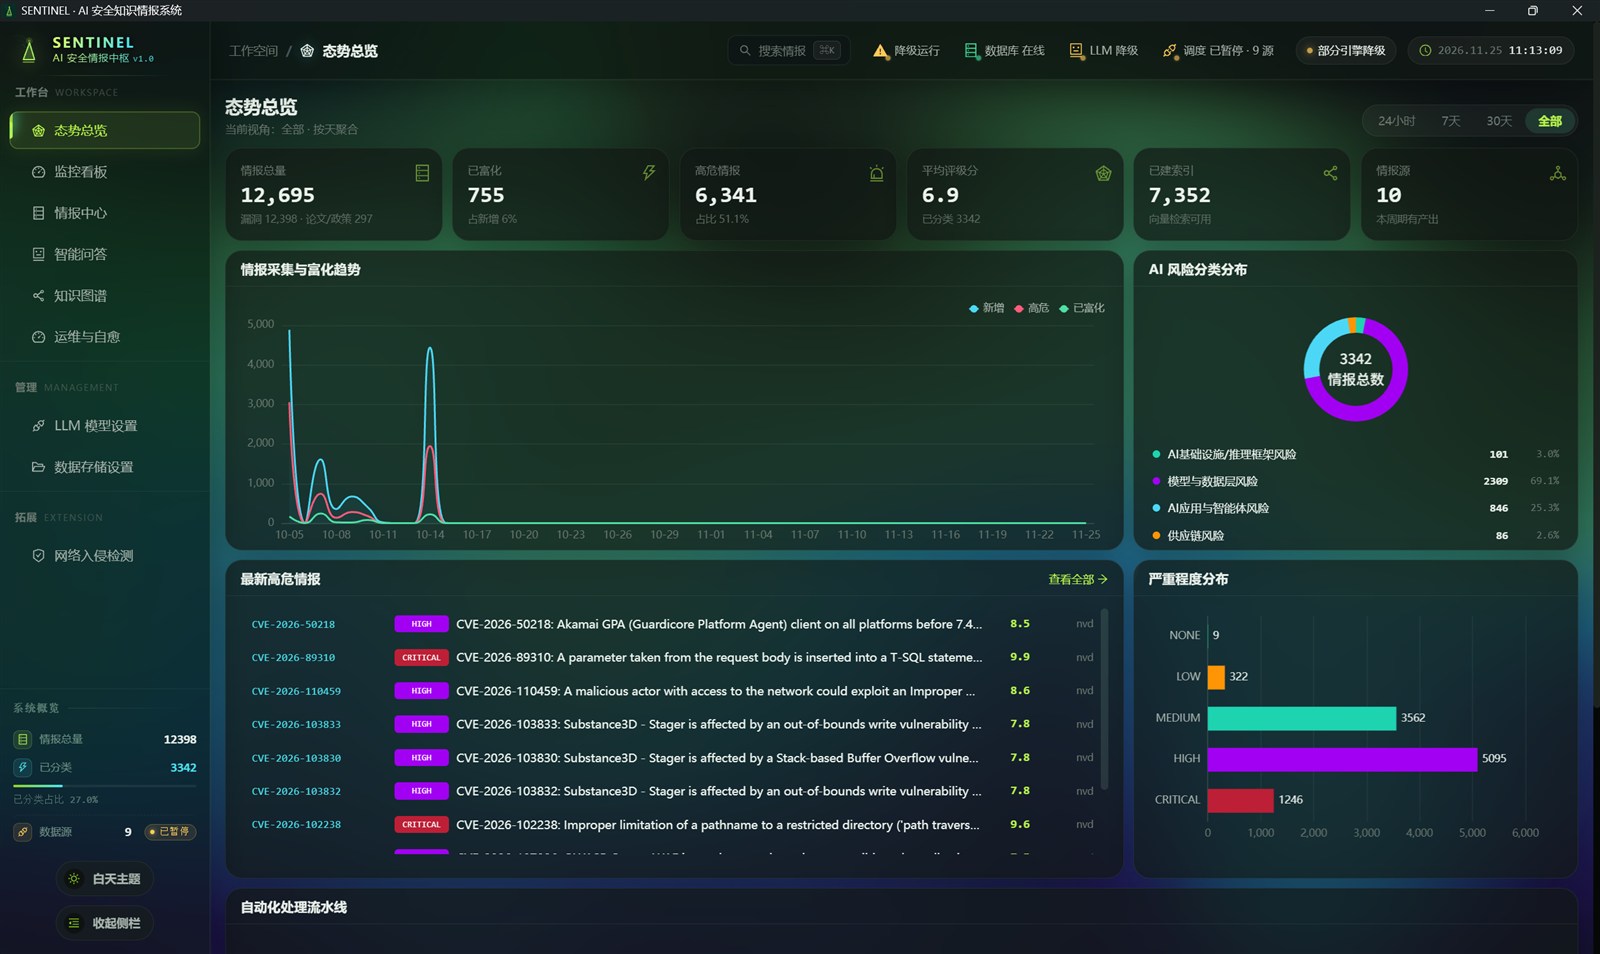 SENTINEL · AI 安全知识情报系统
SENTINEL
AI 安全情报中枢 v1.0
工作空间 / 态势总览
搜索情报 ⌘K
降级运行
数据库 在线
LLM 降级
调度 已暂停 · 9 源
部分引擎降级
2026.11.25 11:13:09
工作台 WORKSPACE
态势总览
监控看板
情报中心
智能问答
知识图谱
运维与自愈
管理 MANAGEMENT
LLM 模型设置
数据存储设置
拓展 EXTENSION
网络入侵检测
系统概览
情报总量 12398
已分类 3342
已分类占比 27.0%
数据源 9 已暂停
白天主题
收起侧栏
态势总览
当前视角: 全部 · 按天聚合
24小时 7天 30天 全部
情报总量
12,695
漏洞 12,398 · 论文/政策 297
已富化
755
占新增 6%
高危情报
6,341
占比 51.1%
平均评级分
6.9
已分类 3342
已建索引
7,352
向量检索可用
情报源
10
本周期有产出
情报采集与富化趋势
新增 高危 已富化
5,000
4,000
3,000
2,000
1,000
0
10-05 10-08 10-11 10-14 10-17 10-20 10-23 10-26 10-29 11-01 11-04 11-07 11-10 11-13 11-16 11-19 11-22 11-25
AI 风险分类分布
3342
情报总数
AI基础设施/推理框架风险 101 3.0%
模型与数据层风险 2309 69.1%
AI应用与智能体风险 846 25.3%
供应链风险 86 2.6%
最新高危情报
查看全部
CVE-2026-50218 HIGH CVE-2026-50218: Akamai GPA (Guardicore Platform Agent) client on all platforms before 7.4... 8.5 nvd
CVE-2026-89310 CRITICAL CVE-2026-89310: A parameter taken from the request body is inserted into a T-SQL stateme... 9.9 nvd
CVE-2026-110459 HIGH CVE-2026-110459: A malicious actor with access to the network could exploit an Improper ... 8.6 nvd
CVE-2026-103833 HIGH CVE-2026-103833: Substance3D - Stager is affected by an out-of-bounds write vulnerability ... 7.8 nvd
CVE-2026-103830 HIGH CVE-2026-103830: Substance3D - Stager is affected by a Stack-based Buffer Overflow vulne... 7.8 nvd
CVE-2026-103832 HIGH CVE-2026-103832: Substance3D - Stager is affected by an out-of-bounds write vulnerability ... 7.8 nvd
CVE-2026-102238 CRITICAL CVE-2026-102238: Improper limitation of a pathname to a restricted directory ('path travers... 9.6 nvd
严重程度分布
NONE 9
LOW 322
MEDIUM 3562
HIGH 5095
CRITICAL 1246
0 1,000 2,000 3,000 4,000 5,000 6,000
自动化处理流水线